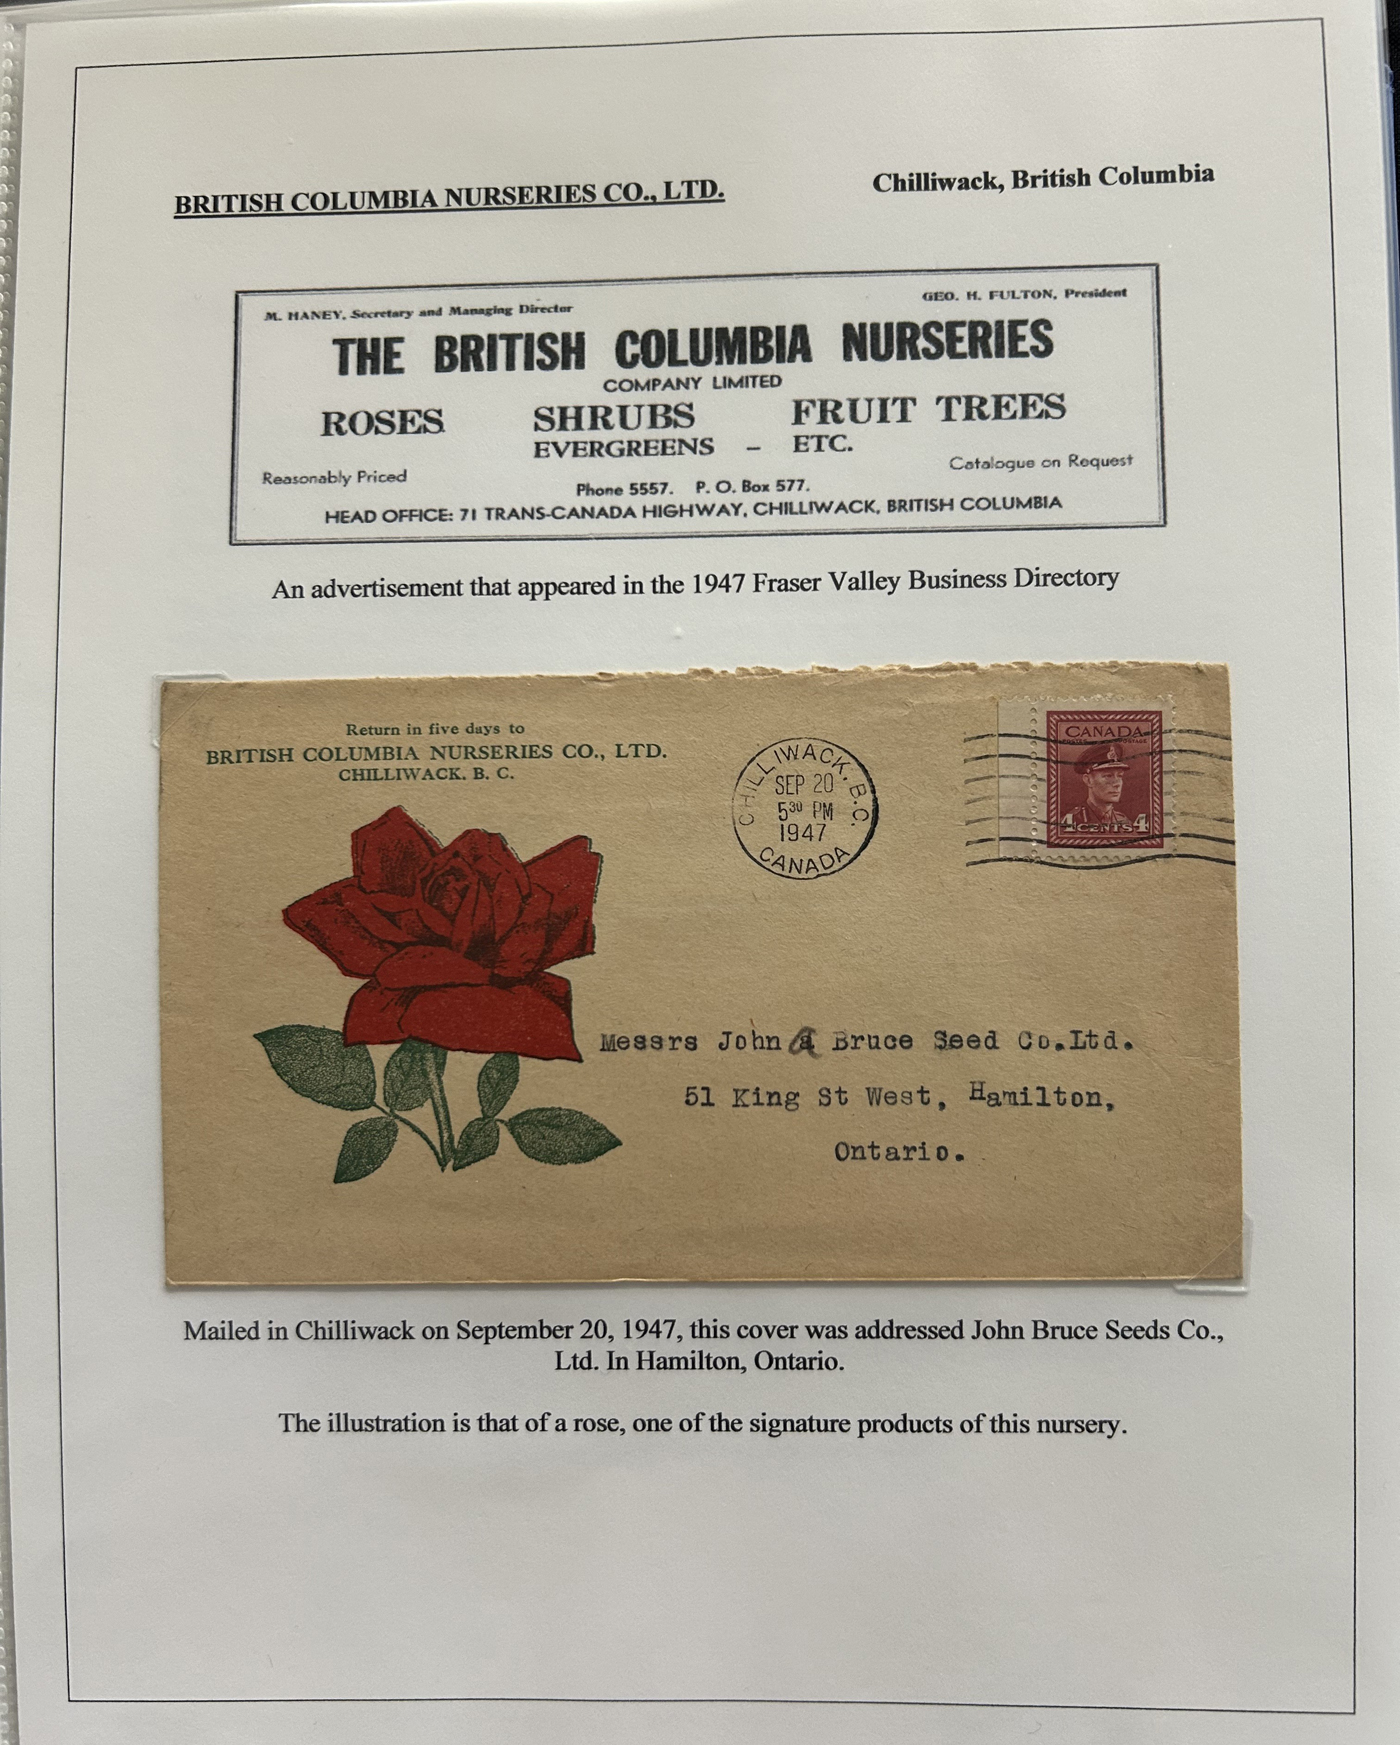 BRITISH COLUMBIA NURSERIES CO., LTD.
Chilliwack, British Columbia
M. HANEY, Secretary and Managing Director
GEO. H. FULTON, President
THE BRITISH COLUMBIA NURSERIES
COMPANY LIMITED
ROSES SHRUBS FRUIT TREES
EVERGREENS – ETC.
Reasonably Priced
Catalogue on Request
Phone 5557. P. O. Box 577.
HEAD OFFICE: 71 TRANS-CANADA HIGHWAY, CHILLIWACK, BRITISH COLUMBIA
An advertisement that appeared in the 1947 Fraser Valley Business Directory
Return in five days to
BRITISH COLUMBIA NURSERIES CO., LTD.
CHILLIWACK, B. C.
CHILLIWACK, B.C.
SEP 20
5 30 PM
1947
CANADA
CANADA
POSTES POSTAGE
4 CENTS 4
Messrs John a Bruce Seed Co.Ltd.
51 King St West, Hamilton,
Ontario.
Mailed in Chilliwack on September 20, 1947, this cover was addressed John Bruce Seeds Co.,
Ltd. In Hamilton, Ontario.
The illustration is that of a rose, one of the signature products of this nursery.